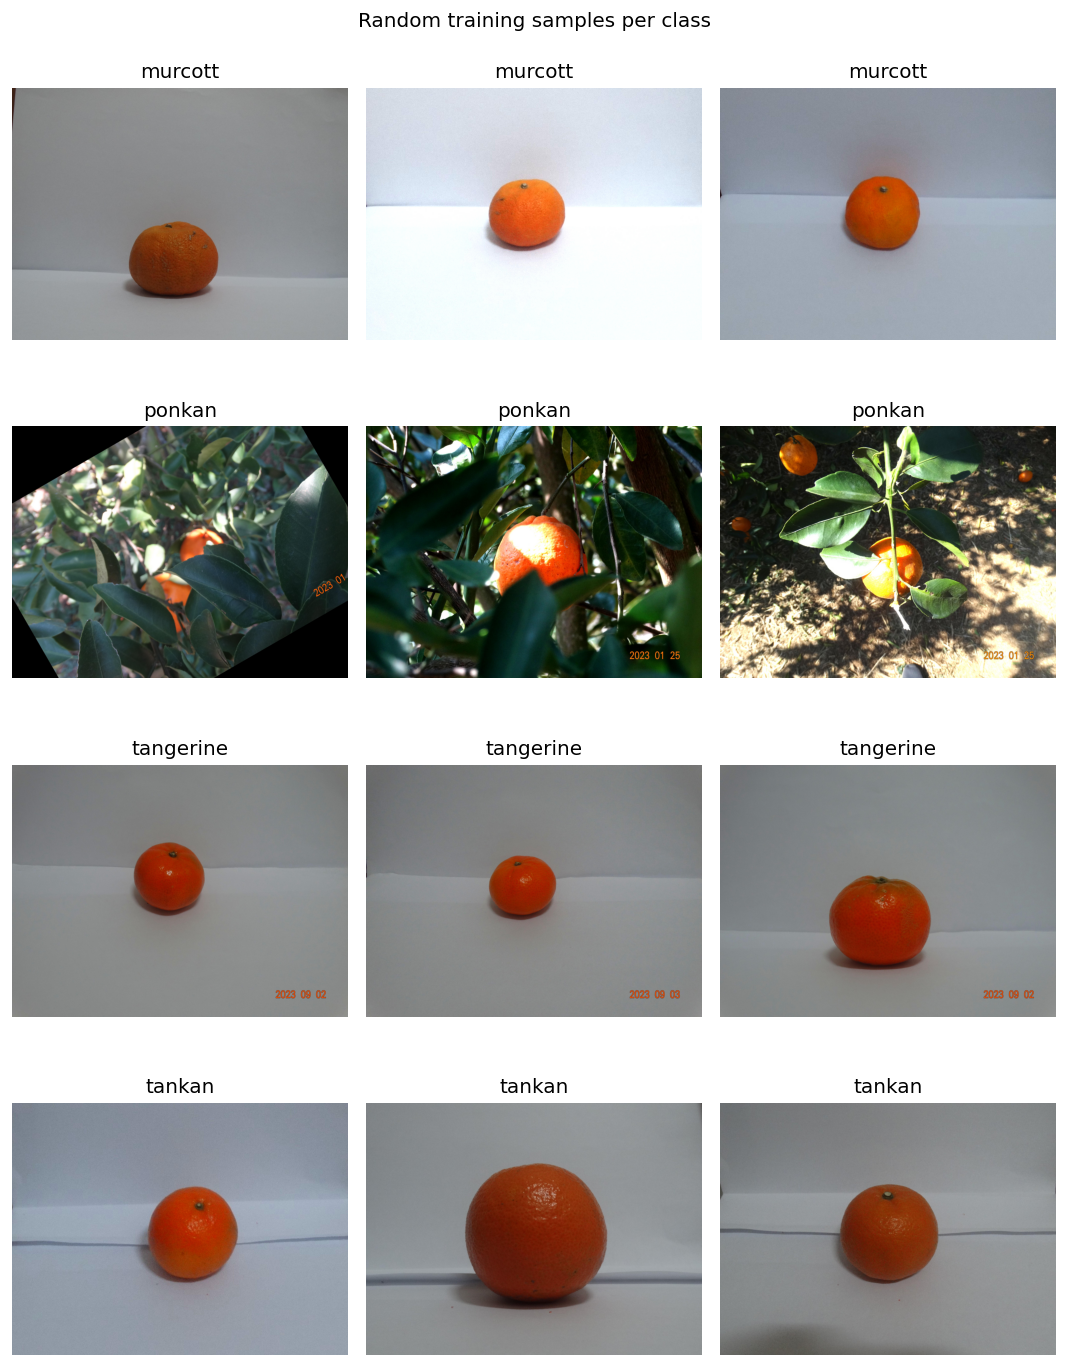 Random training samples per class
murcott murcott murcott
ponkan ponkan ponkan
2023 01
2023 01 25
2023 01 25
tangerine tangerine tangerine
2023 09 02
2023 09 03
2023 09 02
tankan tankan tankan